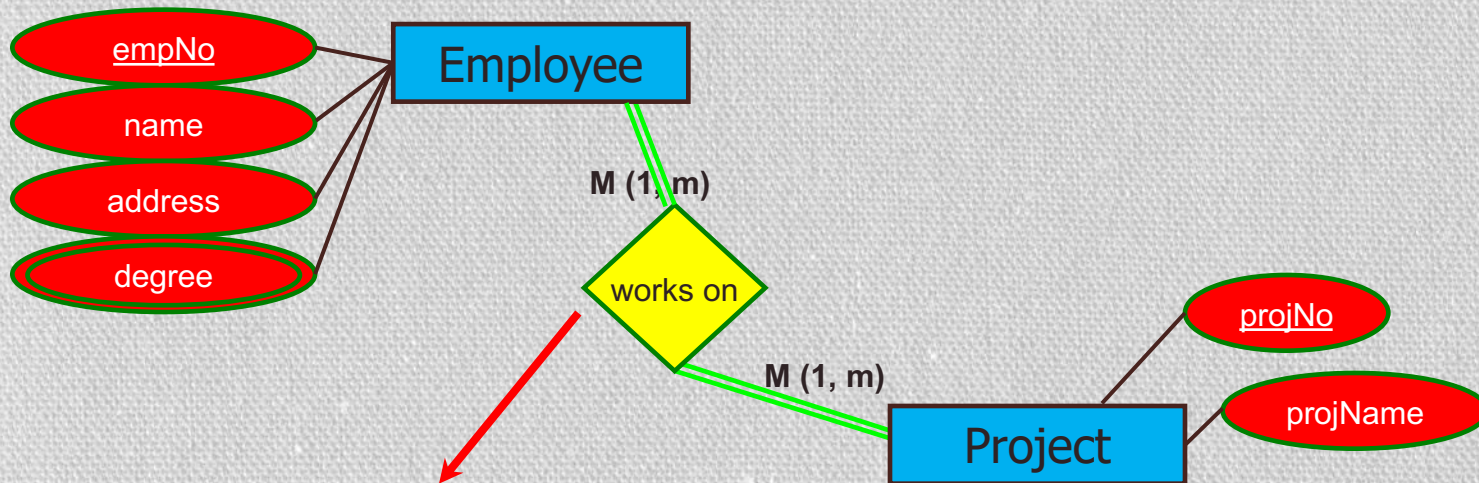 empNo
Employee
name
M (1, m)
address
degree
works on
projNo
M (1, m)
projName
Project